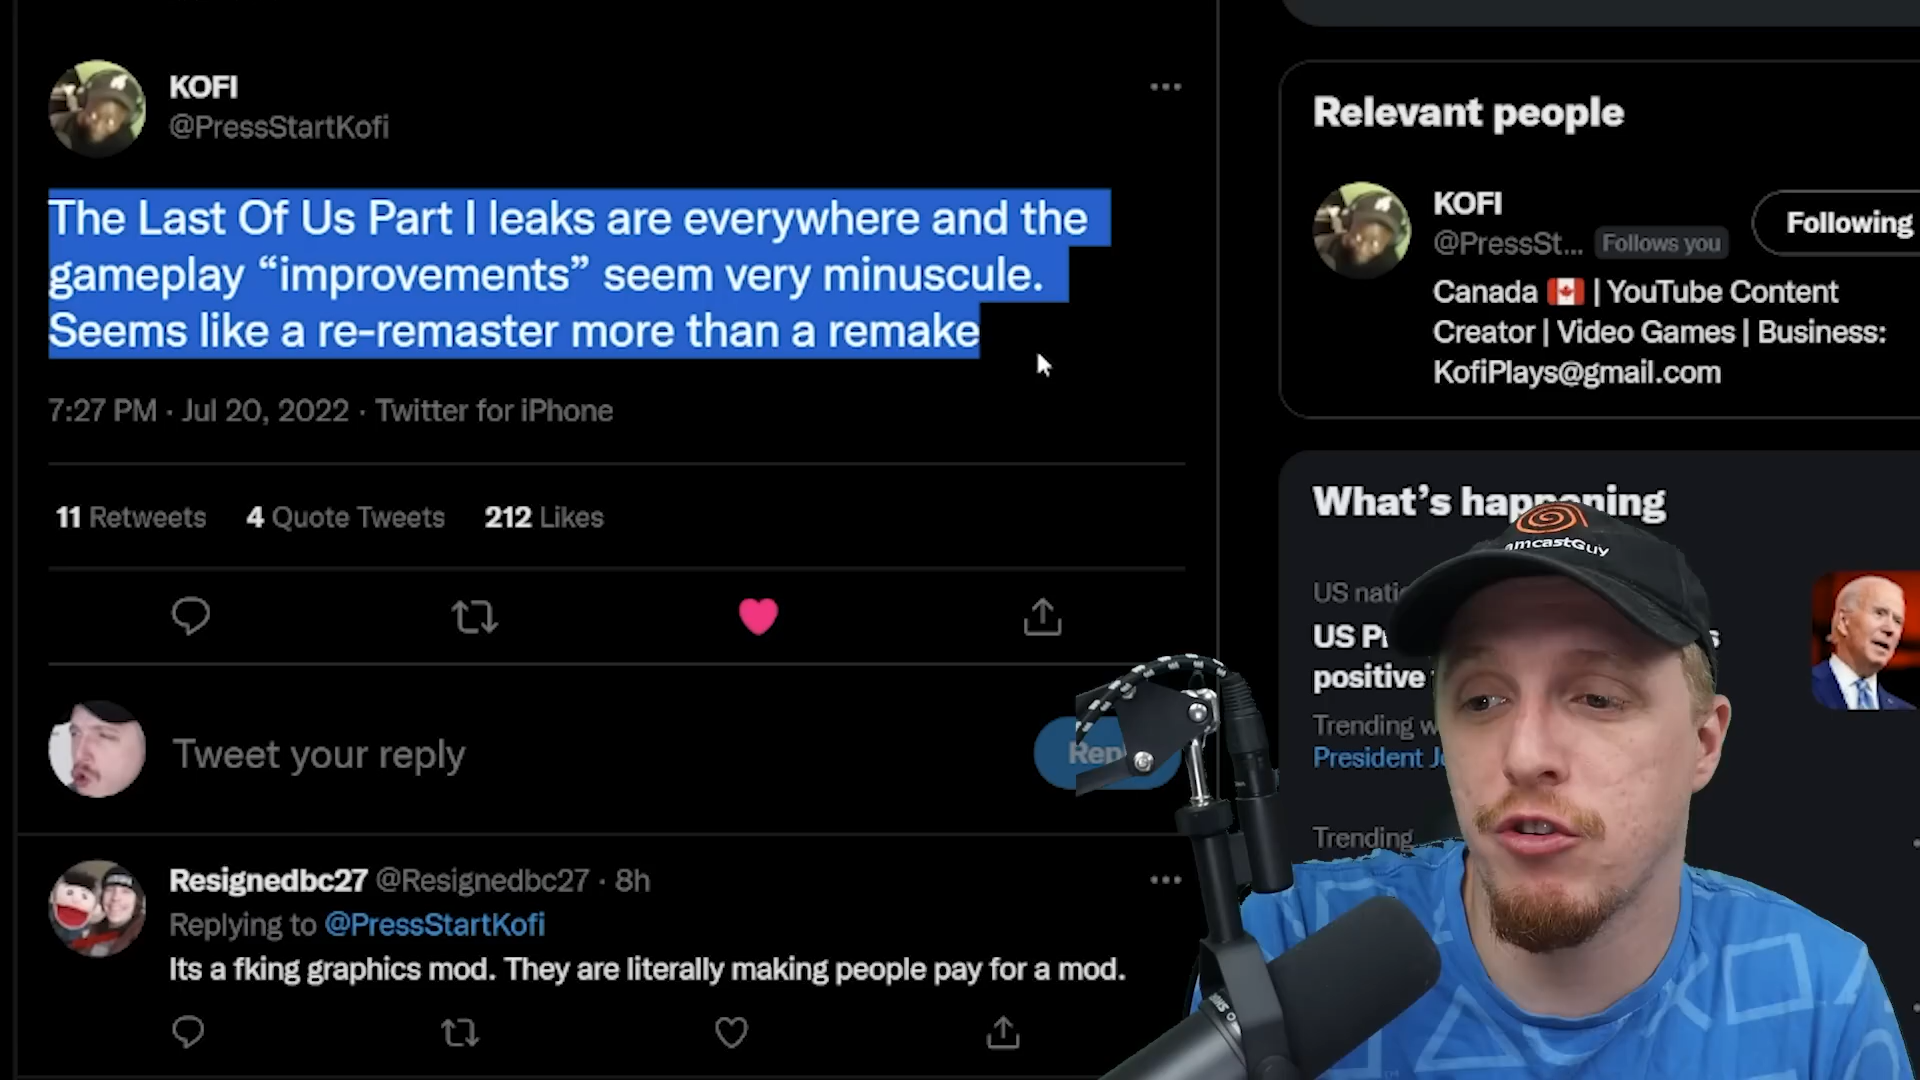 KOFI
@PressStartKofi
The Last Of Us Part I leaks are everywhere and the
gameplay “improvements” seem very minuscule.
Seems like a re-remaster more than a remake
7:27 PM · Jul 20, 2022 · Twitter for iPhone
11 Retweets 4 Quote Tweets 212 Likes
Tweet your reply
Resignedbc27 @Resignedbc27 · 8h
Replying to @PressStartKofi
Its a fking graphics mod. They are literally making people pay for a mod.
Relevant people
KOFI
@PressSt... Follows you
Following
Canada 🇨🇦 | YouTube Content
Creator | Video Games | Business:
KofiPlays@gmail.com
What’s happening
US
US
positive
Trending
President
Trending